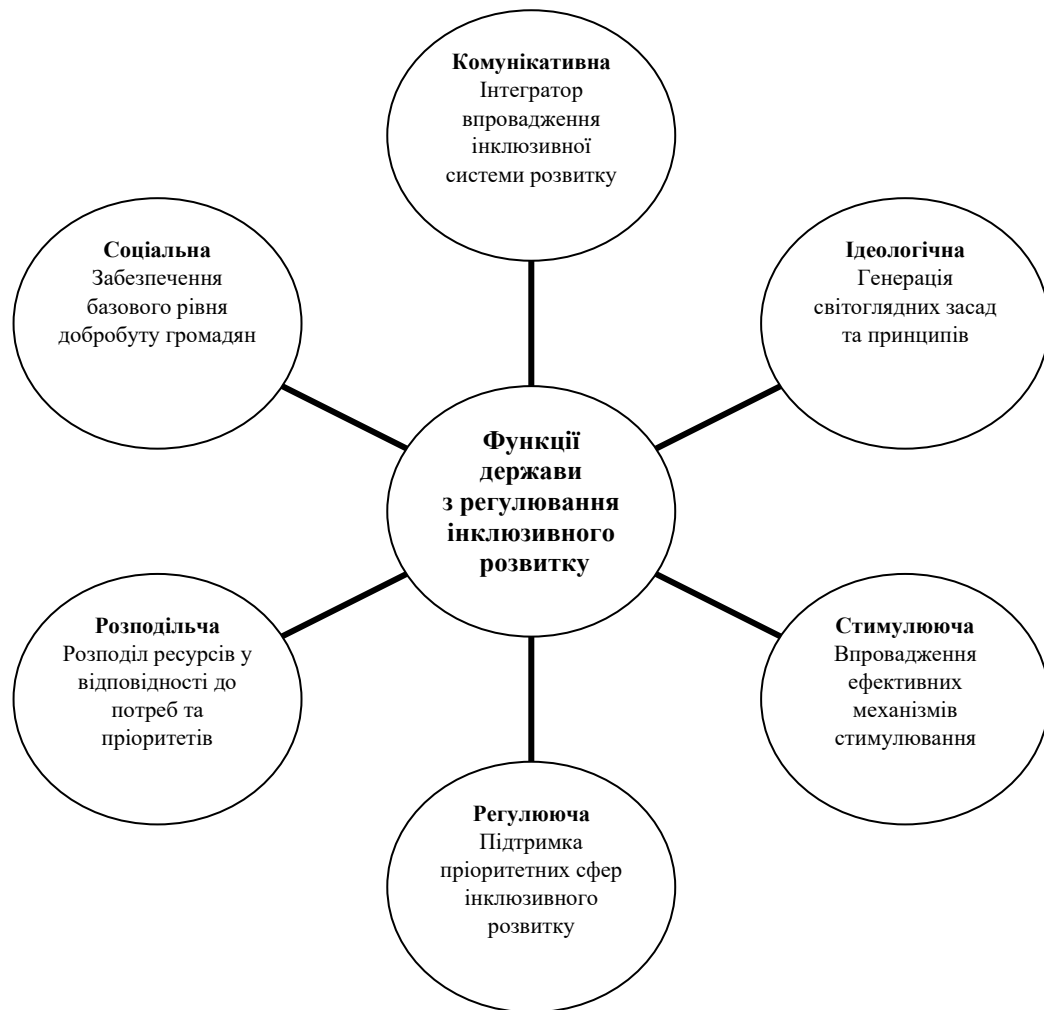 Комунікативна
Інтегратор
впровадження
інклюзивної
системи розвитку
Соціальна
Забезпечення
базового рівня
добробуту громадян
Ідеологічна
Генерація
світоглядних засад
та принципів
Функції
держави
з регулювання
інклюзивного
розвитку
Розподільча
Розподіл ресурсів у
відповідності до
потреб та
пріоритетів
Стимулююча
Впровадження
ефективних
механізмів
стимулювання
Регулююча
Підтримка
пріоритетних сфер
інклюзивного
розвитку